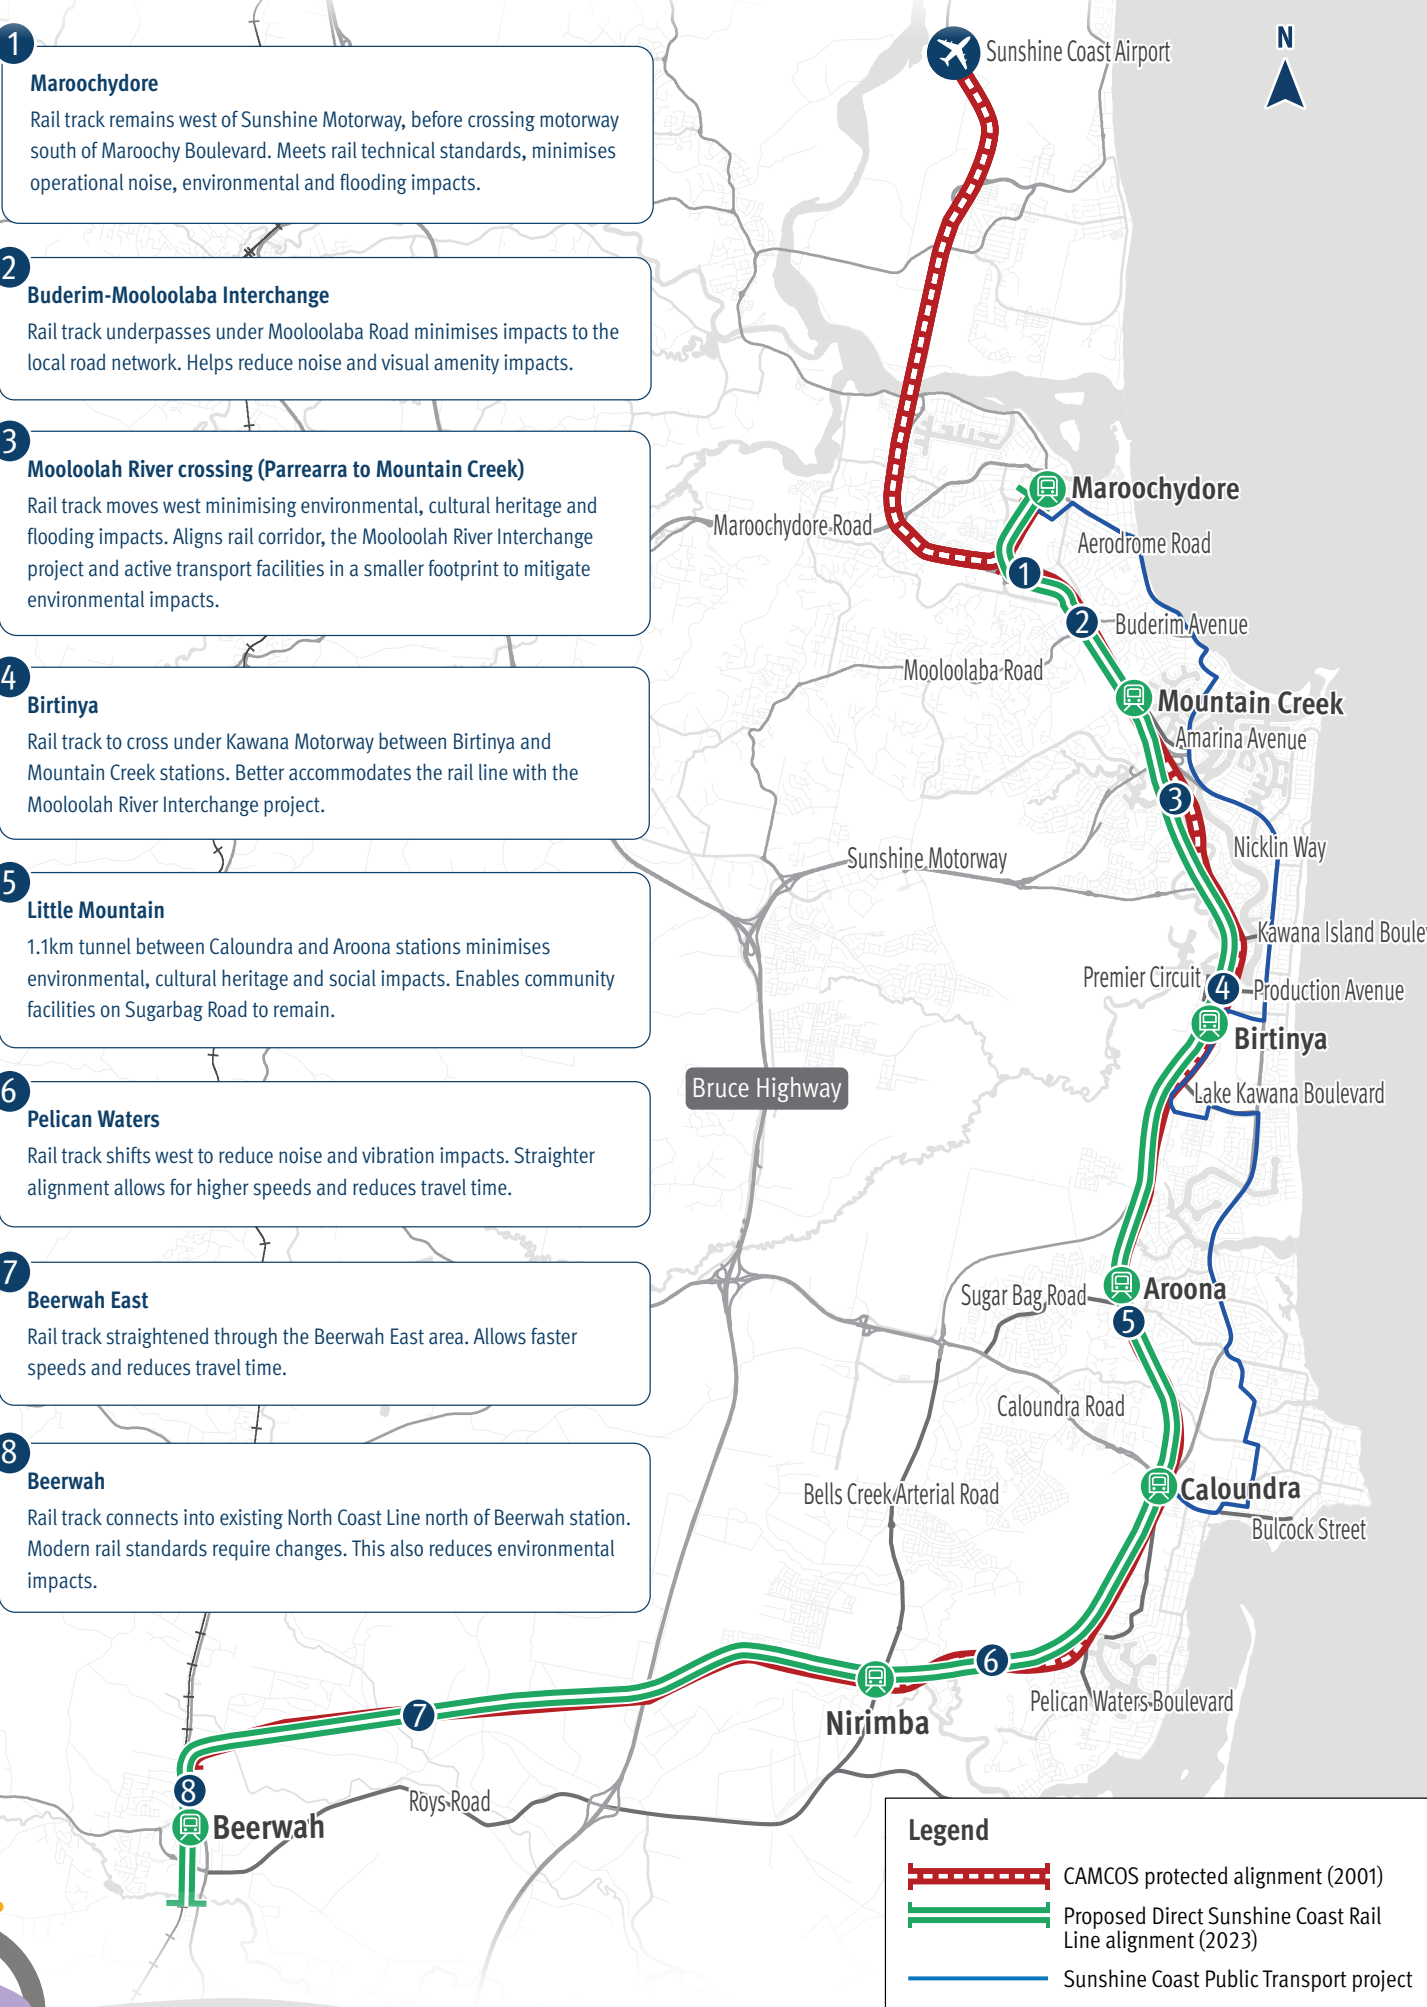 1
Maroochydore
Rail track remains west of Sunshine Motorway, before crossing motorway
south of Maroochy Boulevard. Meets rail technical standards, minimises
operational noise, environmental and flooding impacts.
2
Buderim-Mooloolaba Interchange
Rail track underpasses under Mooloolaba Road minimises impacts to the
local road network. Helps reduce noise and visual amenity impacts.
3
Mooloolah River crossing (Parrearra to Mountain Creek)
Rail track moves west minimising environmental, cultural heritage and
flooding impacts. Aligns rail corridor, the Mooloolah River Interchange
project and active transport facilities in a smaller footprint to mitigate
environmental impacts.
4
Birtinya
Rail track to cross under Kawana Motorway between Birtinya and
Mountain Creek stations. Better accommodates the rail line with the
Mooloolah River Interchange project.
5
Little Mountain
1.1km tunnel between Caloundra and Aroona stations minimises
environmental, cultural heritage and social impacts. Enables community
facilities on Sugarbag Road to remain.
6
Pelican Waters
Rail track shifts west to reduce noise and vibration impacts. Straighter
alignment allows for higher speeds and reduces travel time.
7
Beerwah East
Rail track straightened through the Beerwah East area. Allows faster
speeds and reduces travel time.
8
Beerwah
Rail track connects into existing North Coast Line north of Beerwah station.
Modern rail standards require changes. This also reduces environmental
impacts.
Sunshine Coast Airport
N
Maroochydore
Maroochydore Road
Aerodrome Road
1
2
Buderim Avenue
Mooloolaba Road
Mountain Creek
Amarina Avenue
3
Nicklin Way
Sunshine Motorway
Kawana Island Boule
Premier Circuit
4
Production Avenue
Birtinya
Bruce Highway
Lake Kawana Boulevard
Sugar Bag Road
Aroona
5
Caloundra Road
Caloundra
Bells Creek Arterial Road
Bulcock Street
6
Pelican Waters Boulevard
Nirimba
7
8
Roys Road
Beerwah
Legend
CAMCOS protected alignment (2001)
Proposed Direct Sunshine Coast Rail
Line alignment (2023)
Sunshine Coast Public Transport project